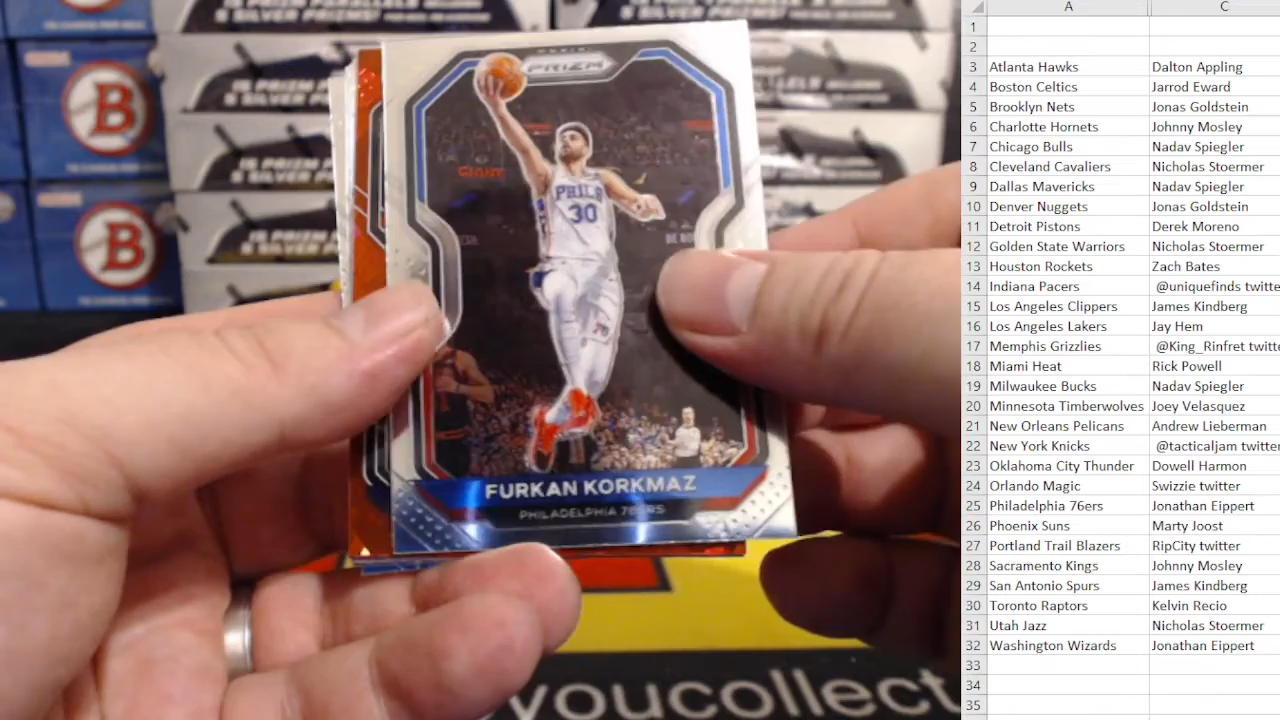 PANINI
PRIZM
GIANT
PHILA
30
FURKAN KORKMAZ
PHILADELPHIA 76ERS
B
B
youcollect
A C
1
2
3 Atlanta Hawks Dalton Appling
4 Boston Celtics Jarrod Eward
5 Brooklyn Nets Jonas Goldstein
6 Charlotte Hornets Johnny Mosley
7 Chicago Bulls Nadav Spiegler
8 Cleveland Cavaliers Nicholas Stoermer
9 Dallas Mavericks Nadav Spiegler
10 Denver Nuggets Jonas Goldstein
11 Detroit Pistons Derek Moreno
12 Golden State Warriors Nicholas Stoermer
13 Houston Rockets Zach Bates
14 Indiana Pacers @uniquefinds twitte
15 Los Angeles Clippers James Kindberg
16 Los Angeles Lakers Jay Hem
17 Memphis Grizzlies @King_Rinfret twitte
18 Miami Heat Rick Powell
19 Milwaukee Bucks Nadav Spiegler
20 Minnesota Timberwolves Joey Velasquez
21 New Orleans Pelicans Andrew Lieberman
22 New York Knicks @tacticaljam twitter
23 Oklahoma City Thunder Dowell Harmon
24 Orlando Magic Swizzie twitter
25 Philadelphia 76ers Jonathan Eippert
26 Phoenix Suns Marty Joost
27 Portland Trail Blazers RipCity twitter
28 Sacramento Kings Johnny Mosley
29 San Antonio Spurs James Kindberg
30 Toronto Raptors Kelvin Recio
31 Utah Jazz Nicholas Stoermer
32 Washington Wizards Jonathan Eippert
33
34
35